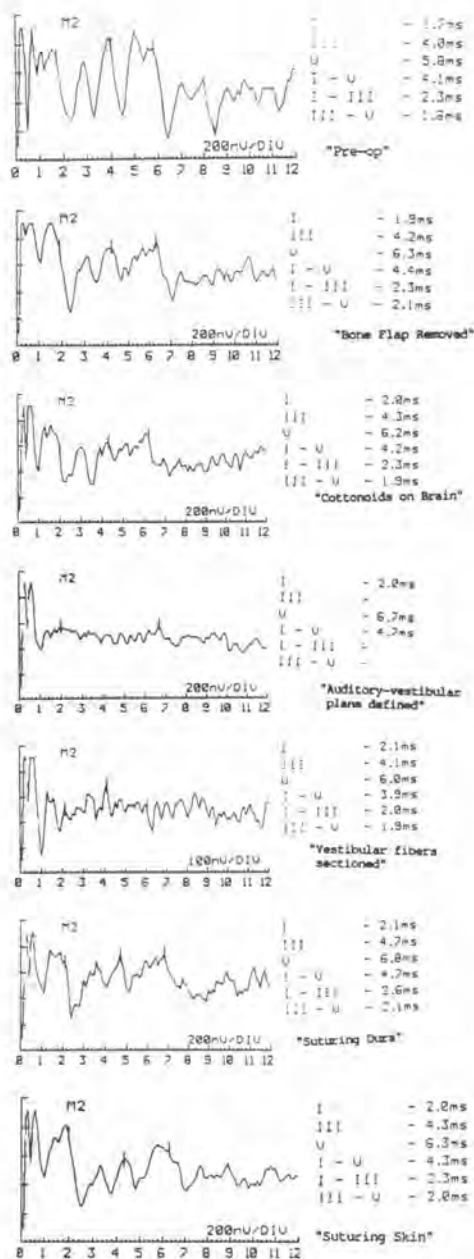 M2
I - 1.7ms
III - 4.0ms
V - 5.8ms
I - V - 4.1ms
I - III - 2.3ms
III - V - 1.8ms
200nV/DIV
0 1 2 3 4 5 6 7 8 9 10 11 12
"Pre-op"
M2
I - 1.9ms
III - 4.2ms
V - 6.3ms
I - V - 4.4ms
I - III - 2.3ms
III - V - 2.1ms
200nV/DIV
0 1 2 3 4 5 6 7 8 9 10 11 12
"Bone Flap Removed"
M2
I - 2.0ms
III - 4.3ms
V - 6.2ms
I - V - 4.2ms
I - III - 2.3ms
III - V - 1.9ms
200nV/DIV
0 1 2 3 4 5 6 7 8 9 10 11 12
"Cottonoids on Brain"
M2
I - 2.0ms
III -
V - 6.7ms
I - V - 4.7ms
I - III -
III - V -
200nV/DIV
0 1 2 3 4 5 6 7 8 9 10 11 12
"Auditory-vestibular
plane defined"
M2
I - 2.1ms
III - 4.1ms
V - 6.0ms
I - V - 3.9ms
I - III - 2.0ms
III - V - 1.9ms
100nV/DIV
0 1 2 3 4 5 6 7 8 9 10 11 12
"Vestibular fibers
sectioned"
M2
I - 2.1ms
III - 4.7ms
V - 6.8ms
I - V - 4.7ms
I - III - 2.6ms
III - V - 2.1ms
200nV/DIV
0 1 2 3 4 5 6 7 8 9 10 11 12
"Suturing Dura"
M2
I - 2.0ms
III - 4.3ms
V - 6.3ms
I - V - 4.3ms
I - III - 2.3ms
III - V - 2.0ms
200nV/DIV
0 1 2 3 4 5 6 7 8 9 10 11 12
"Suturing Skin"